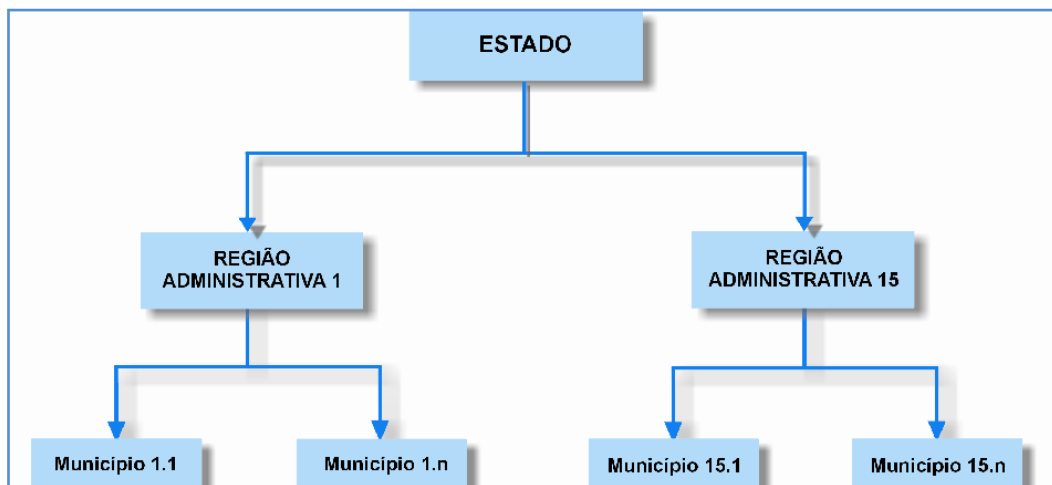 ESTADO
REGIÃO
ADMINISTRATIVA 1
REGIÃO
ADMINISTRATIVA 15
Município 1.1
Município 1.n
Município 15.1
Município 15.n